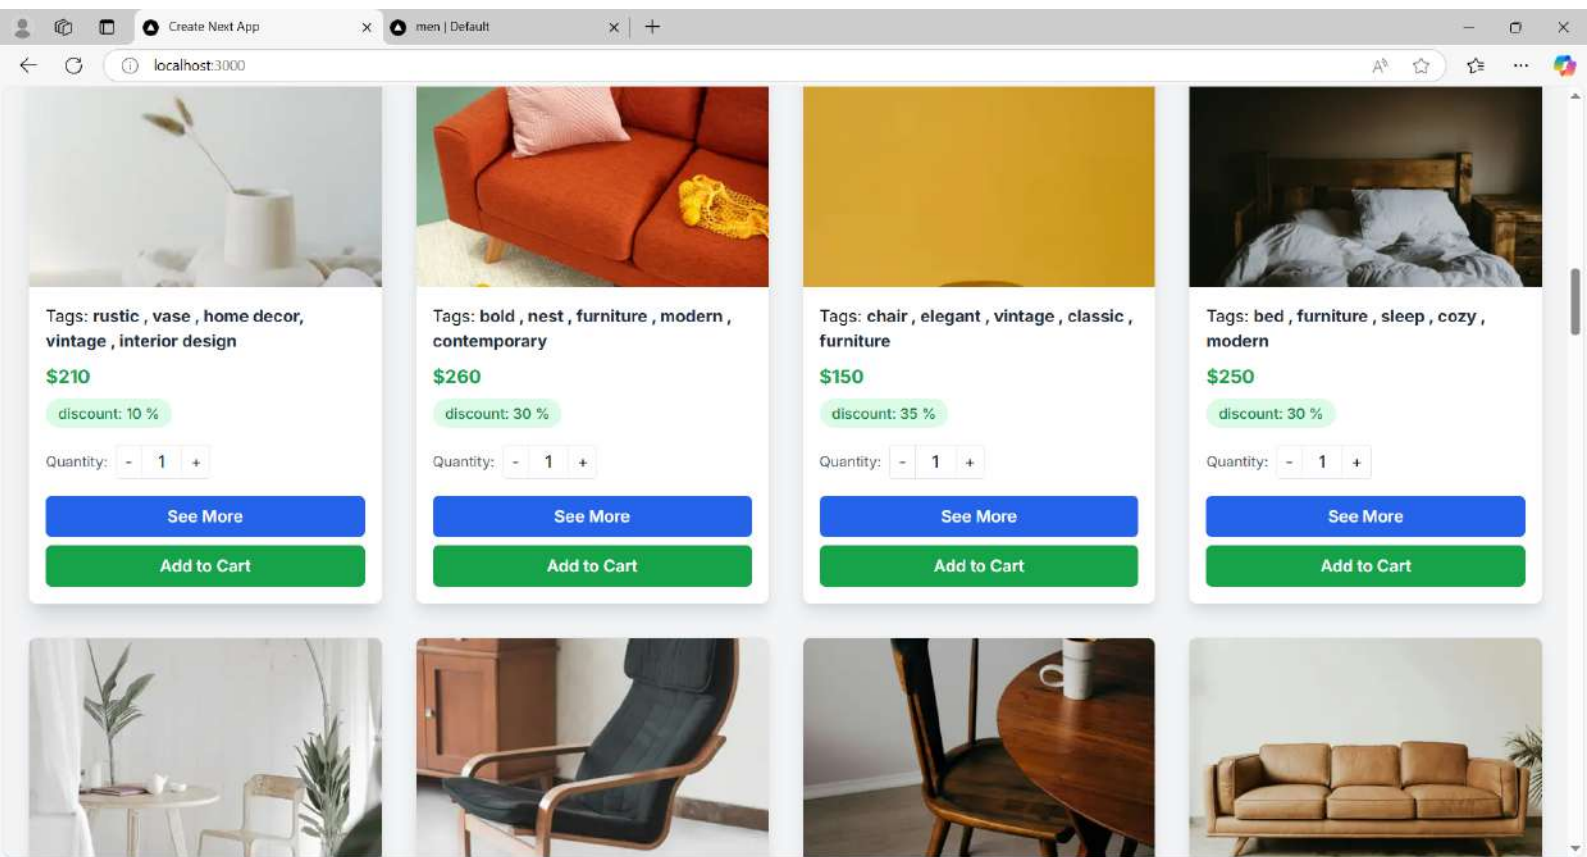 Create Next App
men | Default
localhost:3000
Tags: rustic , vase , home decor,
vintage , interior design
$210
discount: 10 %
Quantity: - 1 +
See More
Add to Cart
Tags: bold , nest , furniture , modern ,
contemporary
$260
discount: 30 %
Quantity: - 1 +
See More
Add to Cart
Tags: chair , elegant , vintage , classic ,
furniture
$150
discount: 35 %
Quantity: - 1 +
See More
Add to Cart
Tags: bed , furniture , sleep , cozy ,
modern
$250
discount: 30 %
Quantity: - 1 +
See More
Add to Cart